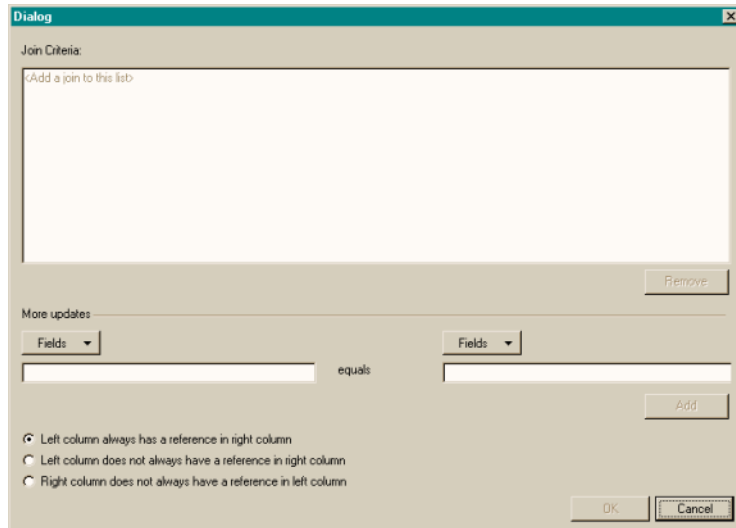 Dialog
Join Criteria:
<Add a join to this list>
Remove
More updates
Fields Fields
equals
Add
Left column always has a reference in right column
Left column does not always have a reference in right column
Right column does not always have a reference in left column
OK Cancel